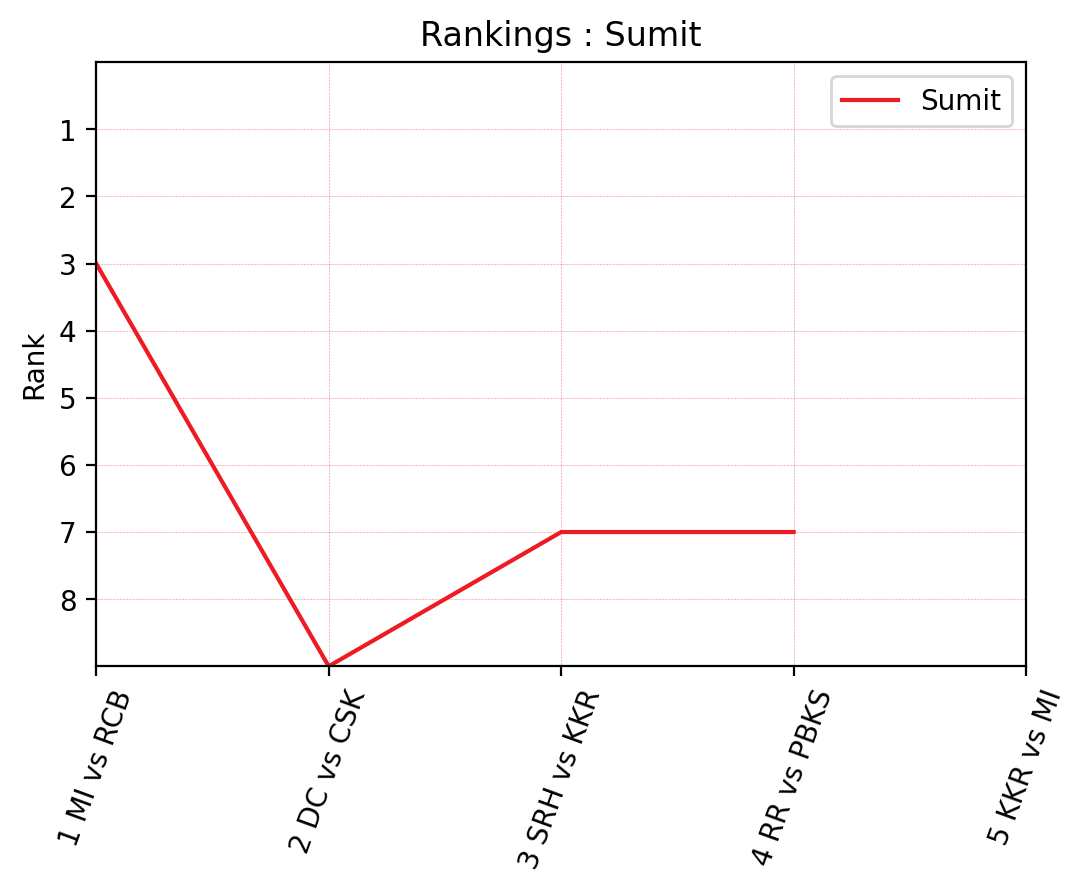 Rankings : Sumit
Sumit
Rank
1
2
3
4
5
6
7
8
1 MI vs RCB
2 DC vs CSK
3 SRH vs KKR
4 RR vs PBKS
5 KKR vs MI